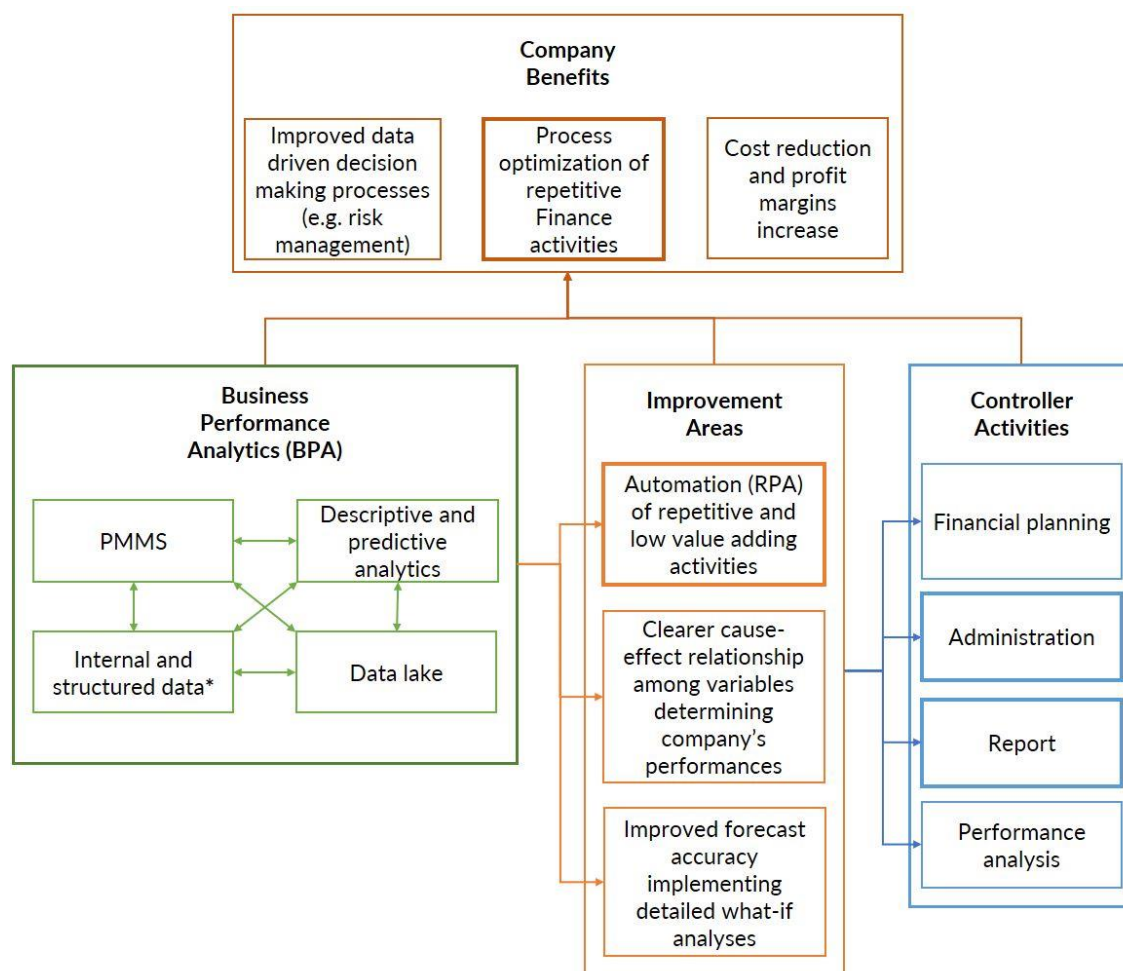 Company
Benefits
Improved data
driven decision
making processes
(e.g. risk
management)
Process
optimization of
repetitive
Finance
activities
Cost reduction
and profit
margins
increase
Business
Performance
Analytics (BPA)
PMMS
Descriptive and
predictive
analytics
Internal and
structured data*
Data lake
Improvement
Areas
Automation (RPA)
of repetitive and
low value adding
activities
Clearer cause-
effect relationship
among variables
determining
company’s
performances
Improved forecast
accuracy
implementing
detailed what-if
analyses
Controller
Activities
Financial planning
Administration
Report
Performance
analysis